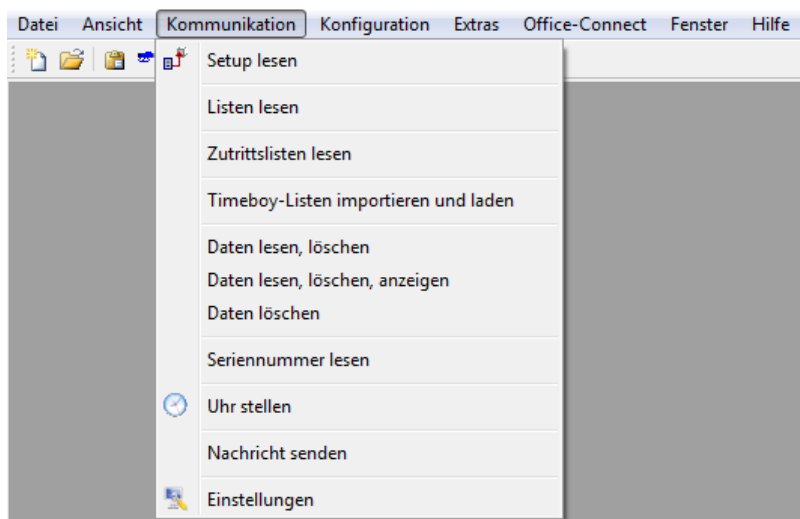 Datei Ansicht Kommunikation Konfiguration Extras Office-Connect Fenster Hilfe
Setup lesen
Listen lesen
Zutrittslisten lesen
Timeboy-Listen importieren und laden
Daten lesen, löschen
Daten lesen, löschen, anzeigen
Daten löschen
Seriennummer lesen
Uhr stellen
Nachricht senden
Einstellungen